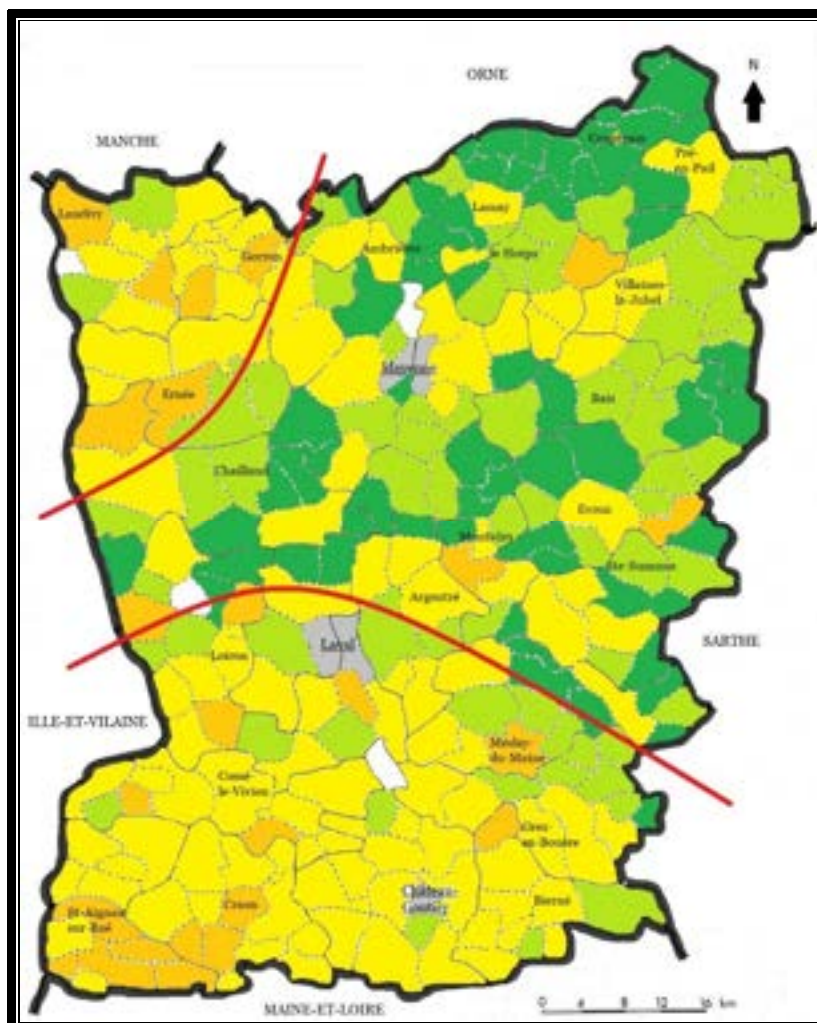 ORNE
N
MANCHE
Pré-
en-Pail
Landivy
Lassay
Gorron
Ambrières
le Horps
Villaines-
la-Juhel
Mayenne
Ernée
Bais
Chailland
Evron
Montsûrs
Ste-Suzanne
Argentré
SARTHE
Laval
Loiron
ILLE-ET-VILAINE
Meslay-
du-Maine
Cossé-
le-Vivien
Grez-
en-Bouère
Château-
Gontier
Craon
Bierné
St-Aignan
sur-Roë
0 4 8 12 16 km
MAINE-ET-LOIRE